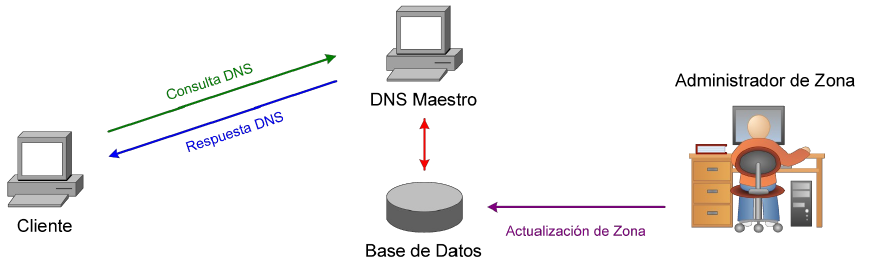 Consulta DNS
Respuesta DNS
DNS Maestro
Administrador de Zona
Cliente
Base de Datos
Actualización de Zona